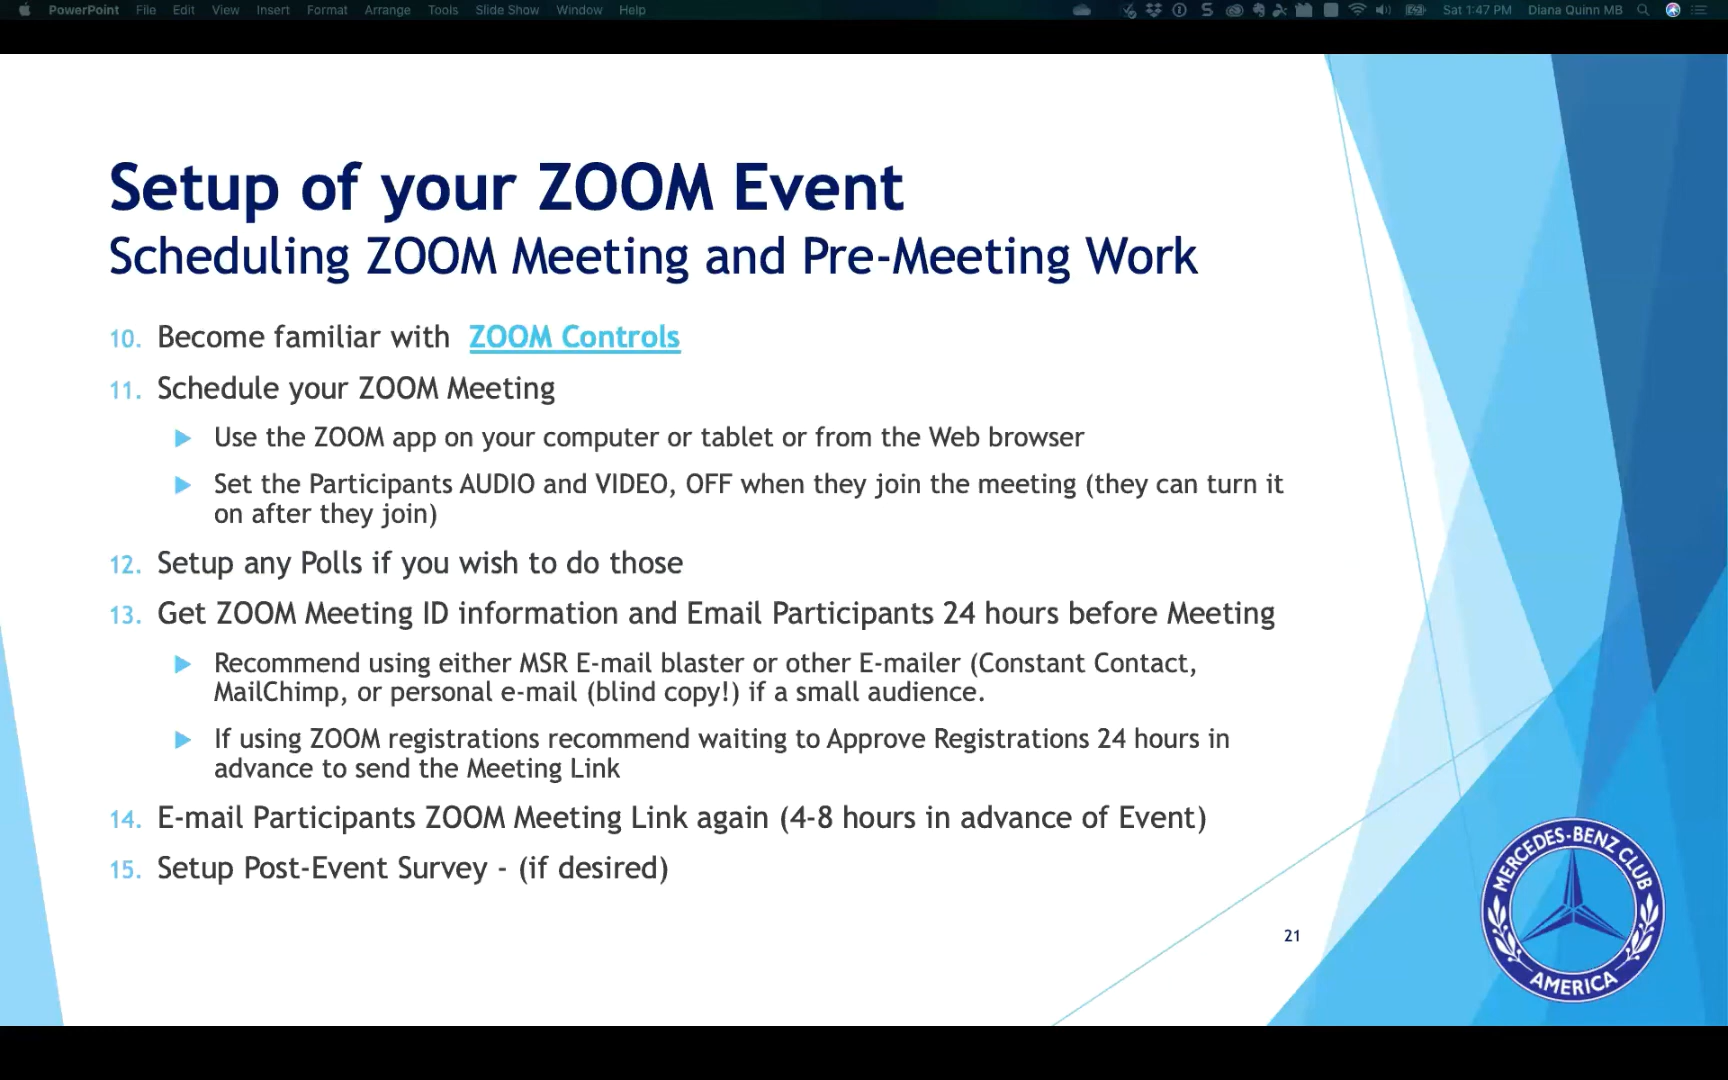 PowerPoint File Edit View Insert Format Arrange Tools Slide Show Window Help Sat 1:47 PM Diana Quinn MB
Setup of your ZOOM Event
Scheduling ZOOM Meeting and Pre-Meeting Work
10. Become familiar with ZOOM Controls
11. Schedule your ZOOM Meeting
Use the ZOOM app on your computer or tablet or from the Web browser
Set the Participants AUDIO and VIDEO, OFF when they join the meeting (they can turn it
on after they join)
12. Setup any Polls if you wish to do those
13. Get ZOOM Meeting ID information and Email Participants 24 hours before Meeting
Recommend using either MSR E-mail blaster or other E-mailer (Constant Contact,
MailChimp, or personal e-mail (blind copy!) if a small audience.
If using ZOOM registrations recommend waiting to Approve Registrations 24 hours in
advance to send the Meeting Link
14. E-mail Participants ZOOM Meeting Link again (4-8 hours in advance of Event)
15. Setup Post-Event Survey - (if desired)
21
MERCEDES-BENZ CLUB
AMERICA